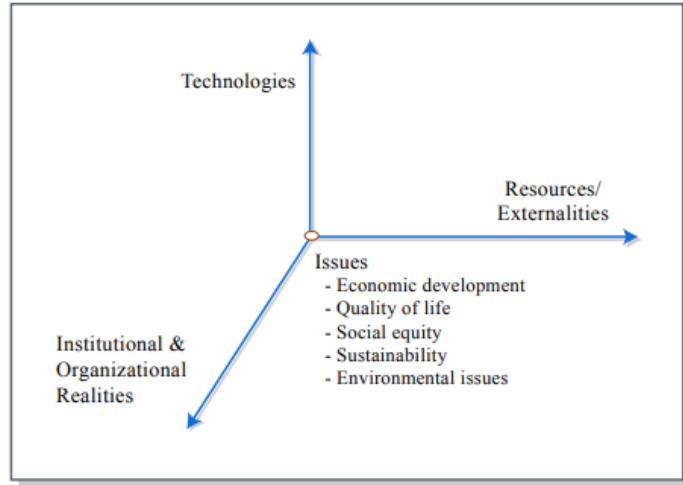 Technologies
Resources/
Externalities
Issues
- Economic development
- Quality of life
- Social equity
- Sustainability
- Environmental issues
Institutional &
Organizational
Realities